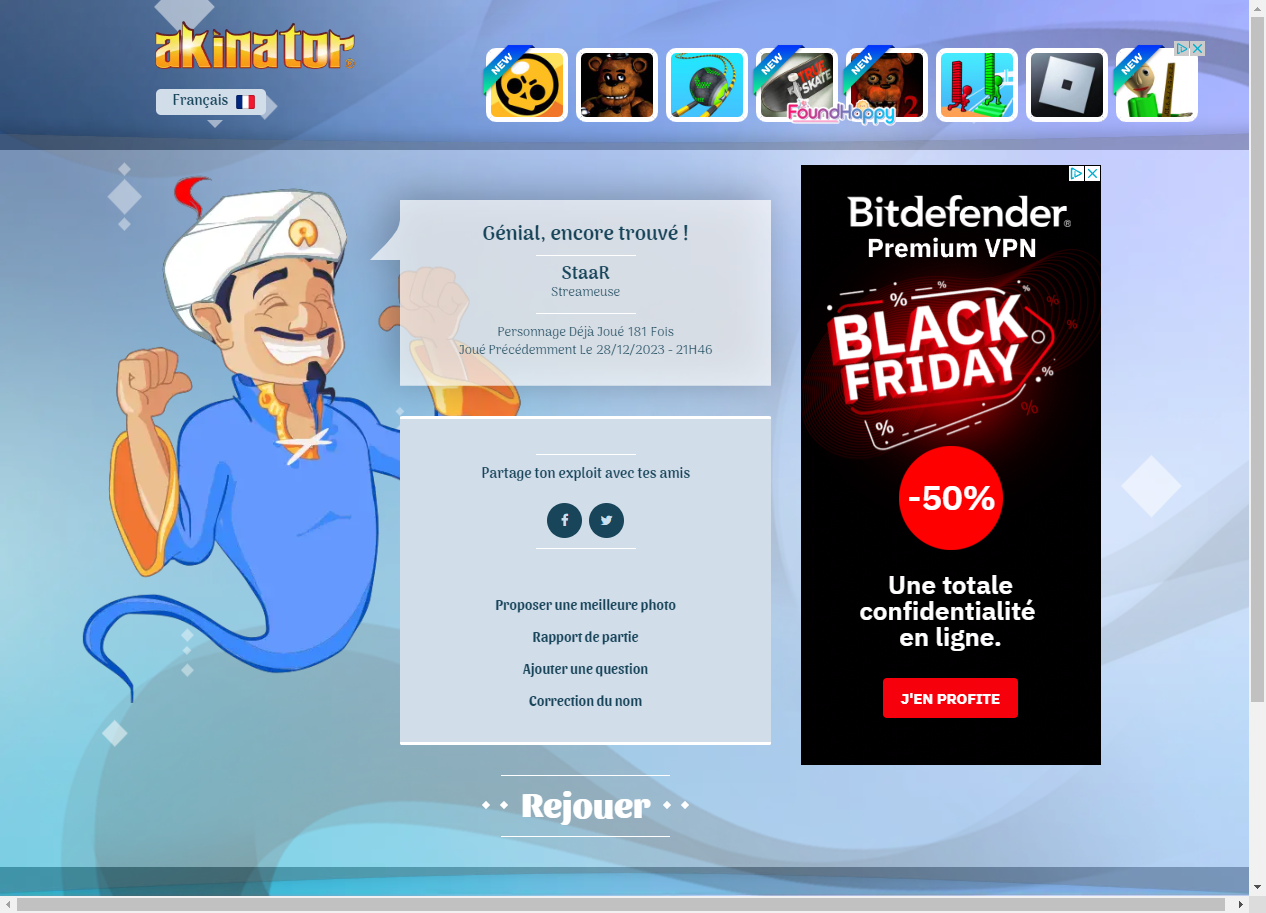 akinator
Français
NEW
NEW
TRUE
SKATE
NEW
2
NEW
FoundHappy
Génial, encore trouvé !
StaaR
Streameuse
Personnage Déjà Joué 181 Fois
Joué Précédemment Le 28/12/2023 - 21H46
Partage ton exploit avec tes amis
Proposer une meilleure photo
Rapport de partie
Ajouter une question
Correction du nom
Rejouer
Bitdefender®
Premium VPN
BLACK
FRIDAY
-50%
Une totale
confidentialité
en ligne.
J'EN PROFITE